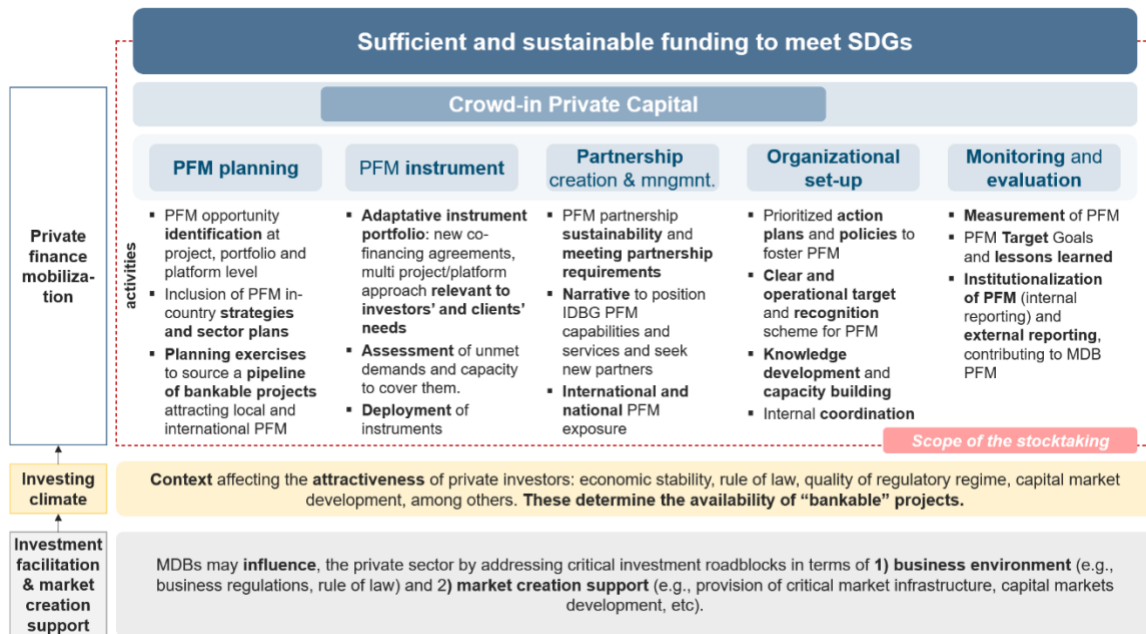 Sufficient and sustainable funding to meet SDGs
Crowd-in Private Capital
Private
finance
mobiliza-
tion
activities
PFM planning
▪ PFM opportunity
identification at
project, portfolio and
platform level
▪ Inclusion of PFM in-
country strategies
and sector plans
▪ Planning exercises
to source a pipeline
of bankable projects
attracting local and
international PFM
PFM instrument
▪ Adaptative instrument
portfolio: new co-
financing agreements,
multi project/platform
approach relevant to
investors' and clients'
needs
▪ Assessment of unmet
demands and capacity
to cover them.
▪ Deployment of
instruments
Partnership
creation & mngmnt.
▪ PFM partnership
sustainability and
meeting partnership
requirements
▪ Narrative to position
IDBG PFM
capabilities and
services and seek
new partners
▪ International and
national PFM
exposure
Organizational
set-up
▪ Prioritized action
plans and policies to
foster PFM
▪ Clear and
operational target
and recognition
scheme for PFM
▪ Knowledge
development and
capacity building
▪ Internal coordination
Monitoring and
evaluation
▪ Measurement of PFM
▪ PFM Target Goals
and lessons learned
▪ Institutionalization
of PFM (internal
reporting) and
external reporting,
contributing to MDB
PFM
Scope of the stocktaking
Investing
climate
Context affecting the attractiveness of private investors: economic stability, rule of law, quality of regulatory regime, capital market
development, among others. These determine the availability of “bankable” projects.
Investment
facilitation
& market
creation
support
MDBs may influence, the private sector by addressing critical investment roadblocks in terms of 1) business environment (e.g.,
business regulations, rule of law) and 2) market creation support (e.g., provision of critical market infrastructure, capital markets
development, etc).